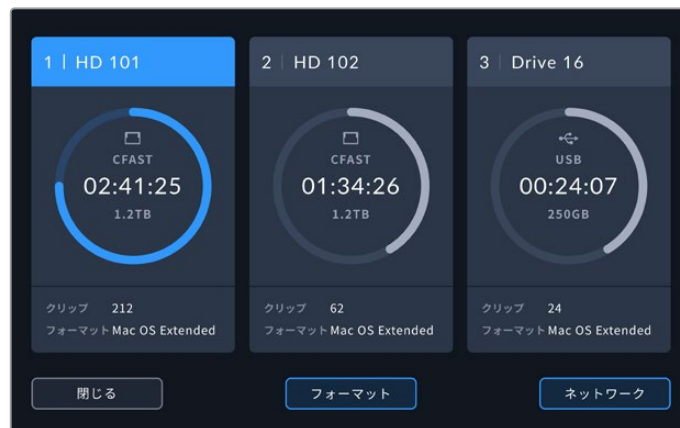 1 | HD 101
CFAST
02:41:25
1.2TB
クリップ 212
フォーマット Mac OS Extended
2 | HD 102
CFAST
01:34:26
1.2TB
クリップ 62
フォーマット Mac OS Extended
3 | Drive 16
USB
00:24:07
250GB
クリップ 24
フォーマット Mac OS Extended
閉じる
フォーマット
ネットワーク